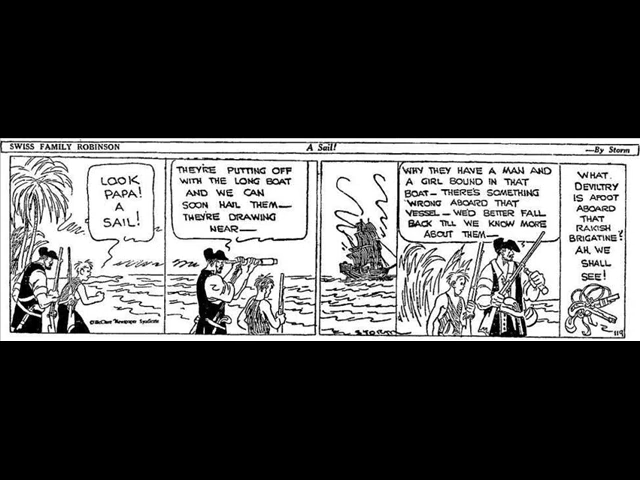 SWISS FAMILY ROBINSON
A Sail!
—By Storm
LOOK
PAPA!
A
SAIL!
© McClure Newspaper Syndicate
THEY'RE PUTTING OFF
WITH THE LONG BOAT
AND WE CAN
SOON HAIL THEM—
THEY'RE DRAWING
NEAR—
STORM
WHY THEY HAVE A MAN AND
A GIRL BOUND IN THAT
BOAT— THERE'S SOMETHING
WRONG ABOARD THAT
VESSEL— WE'D BETTER FALL
BACK TILL WE KNOW MORE
ABOUT THEM—
WHAT
DEVILTRY
IS AFOOT
ABOARD
THAT
RAKISH
BRIGATINE?
AH, WE
SHALL
SEE!
119